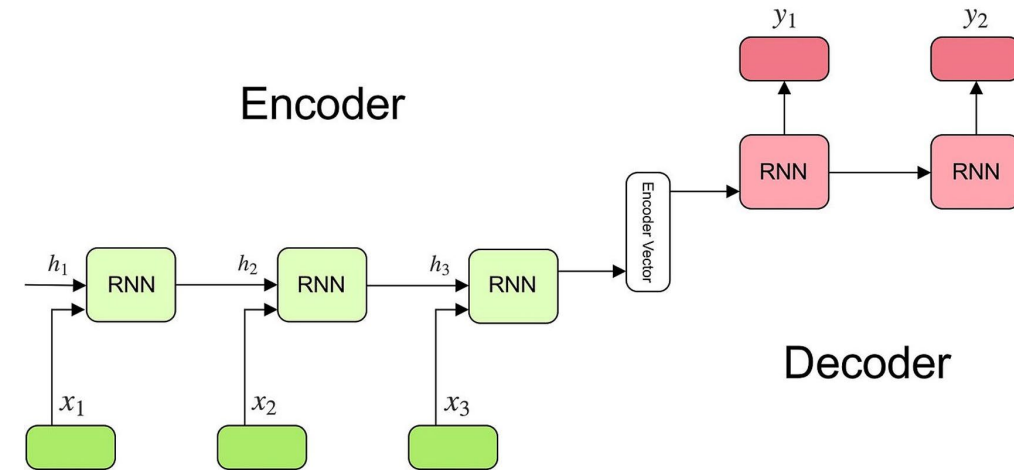 y₁
y₂
Encoder
RNN
RNN
Encoder Vector
h₁
RNN
h₂
RNN
h₃
RNN
Decoder
x₁
x₂
x₃